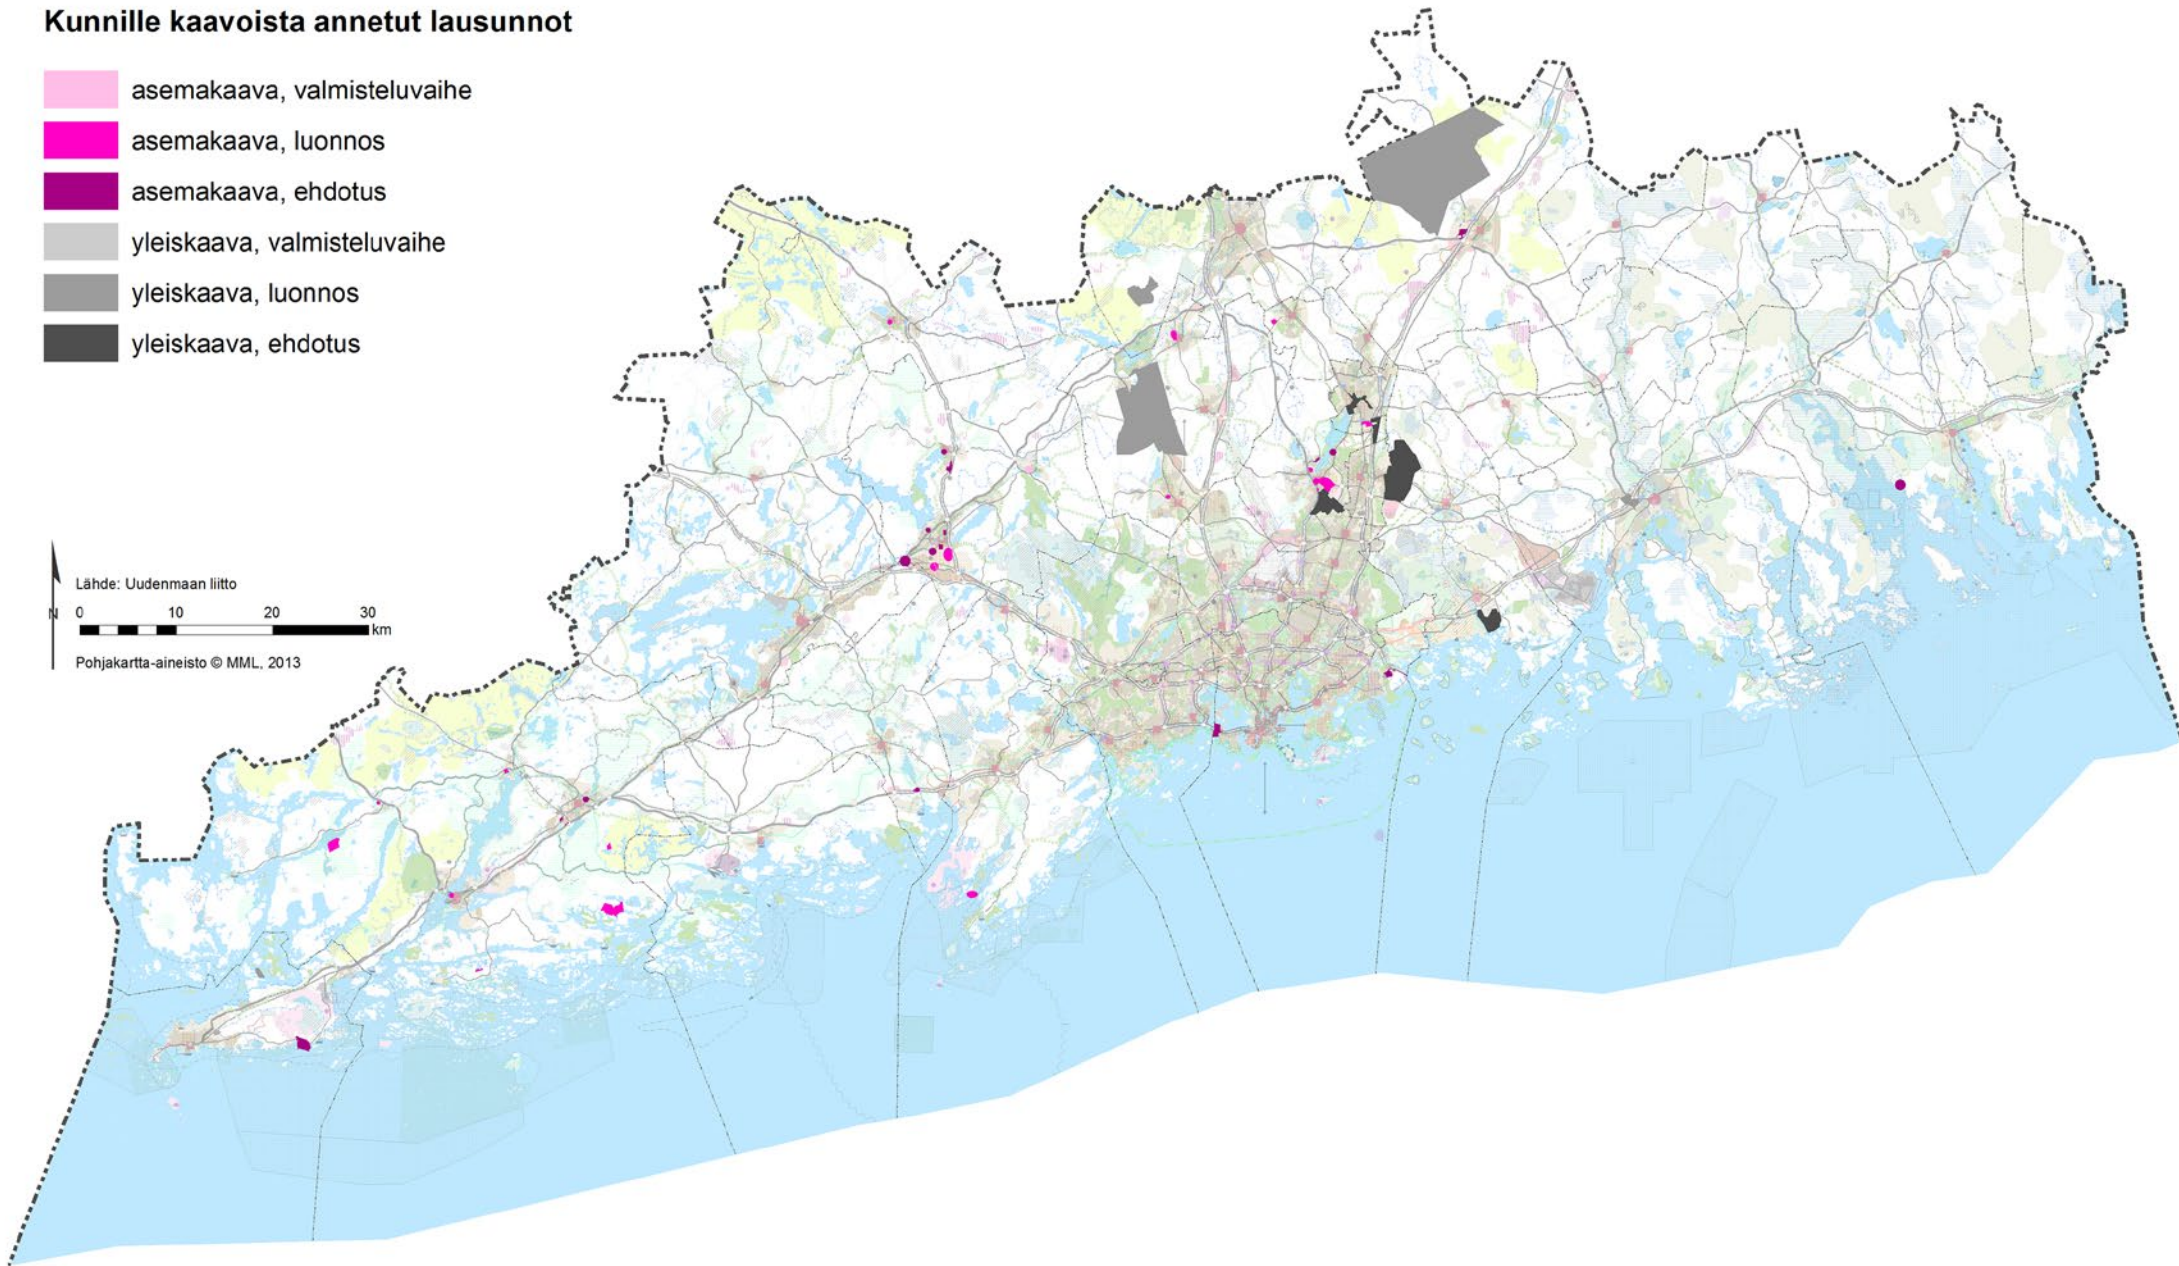 Kunnille kaavoista annetut lausunnot
asemakaava, valmisteluvaihe
asemakaava, luonnos
asemakaava, ehdotus
yleiskaava, valmisteluvaihe
yleiskaava, luonnos
yleiskaava, ehdotus
Lähde: Uudenmaan liitto
N 0 10 20 30
km
Pohjakartta-aineisto © MML, 2013